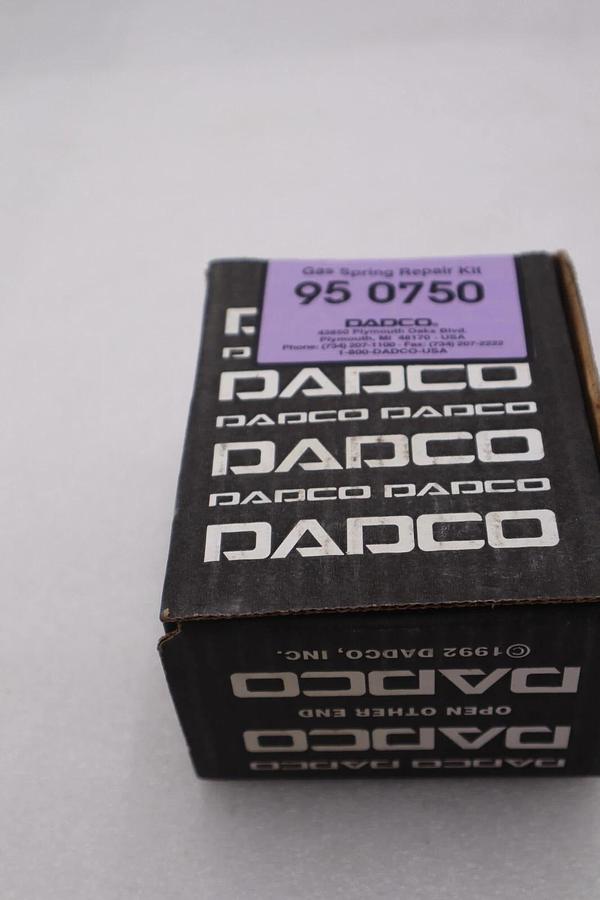 Gas Spring Repair Kit
95 0750
DADCO®
43850 Plymouth Oaks Blvd.
Plymouth, MI 48170 - USA
Phone: (734) 207-1100 - Fax: (734) 207-2222
1-800-DADCO-USA
DADCO
DADCO DADCO
DADCO
DADCO DADCO
DADCO
©1992 DADCO, INC.
DADCO
OPEN OTHER END
DADCO
DADCO DADCO